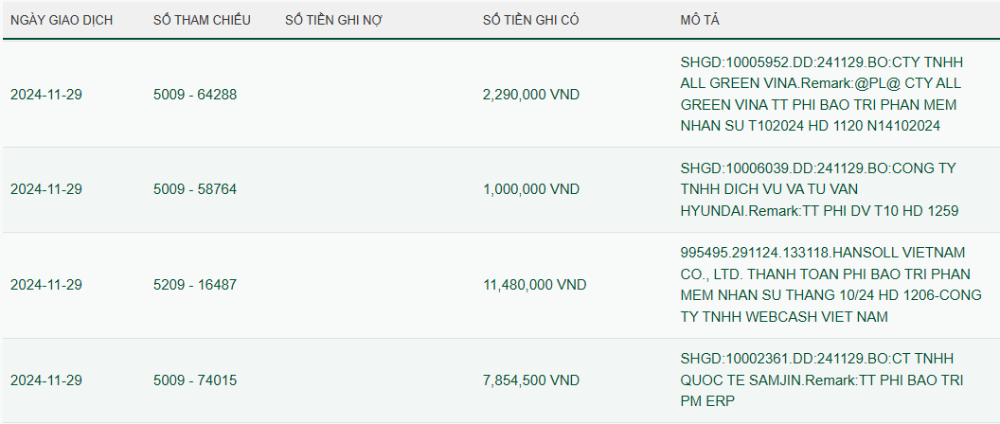 NGÀY GIAO DỊCH SỐ THAM CHIẾU SỐ TIỀN GHI NỢ SỐ TIỀN GHI CÓ MÔ TẢ
2024-11-29 5009 - 64288 2,290,000 VND
SHGD:10005952.DD:241129.BO:CTY TNHH
ALL GREEN VINA.Remark:@PL@ CTY ALL
GREEN VINA TT PHI BAO TRI PHAN MEM
NHAN SU T102024 HD 1120 N14102024
2024-11-29 5009 - 58764 1,000,000 VND
SHGD:10006039.DD:241129.BO:CONG TY
TNHH DICH VU VA TU VAN
HYUNDAI.Remark:TT PHI DV T10 HD 1259
2024-11-29 5209 - 16487 11,480,000 VND
995495.291124.133118.HANSOLL VIETNAM
CO., LTD. THANH TOAN PHI BAO TRI PHAN
MEM NHAN SU THANG 10/24 HD 1206-CONG
TY TNHH WEBCASH VIET NAM
2024-11-29 5009 - 74015 7,854,500 VND
SHGD:10002361.DD:241129.BO:CT TNHH
QUOC TE SAMJIN.Remark:TT PHI BAO TRI
PM ERP